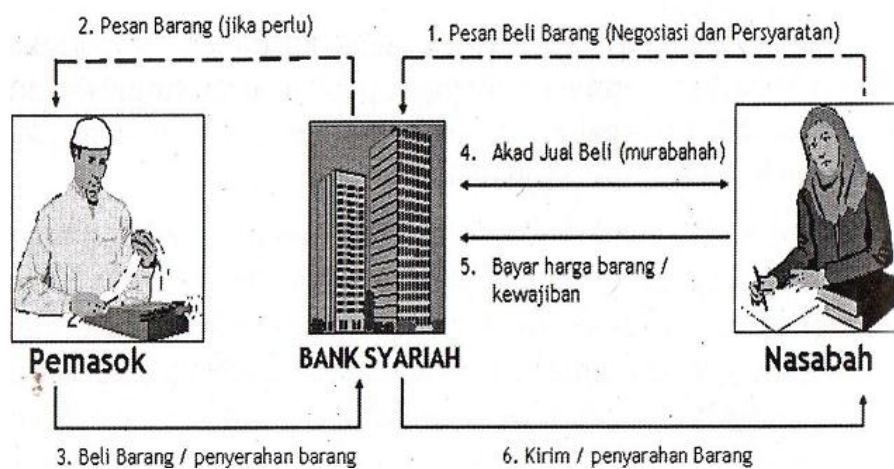 2. Pesan Barang (jika perlu)
1. Pesan Beli Barang (Negosiasi dan Persyaratan)
4. Akad Jual Beli (murabahah)
5. Bayar harga barang /
kewajiban
Pemasok
BANK SYARIAH
Nasabah
3. Beli Barang / penyerahan barang
6. Kirim / penyarahan Barang